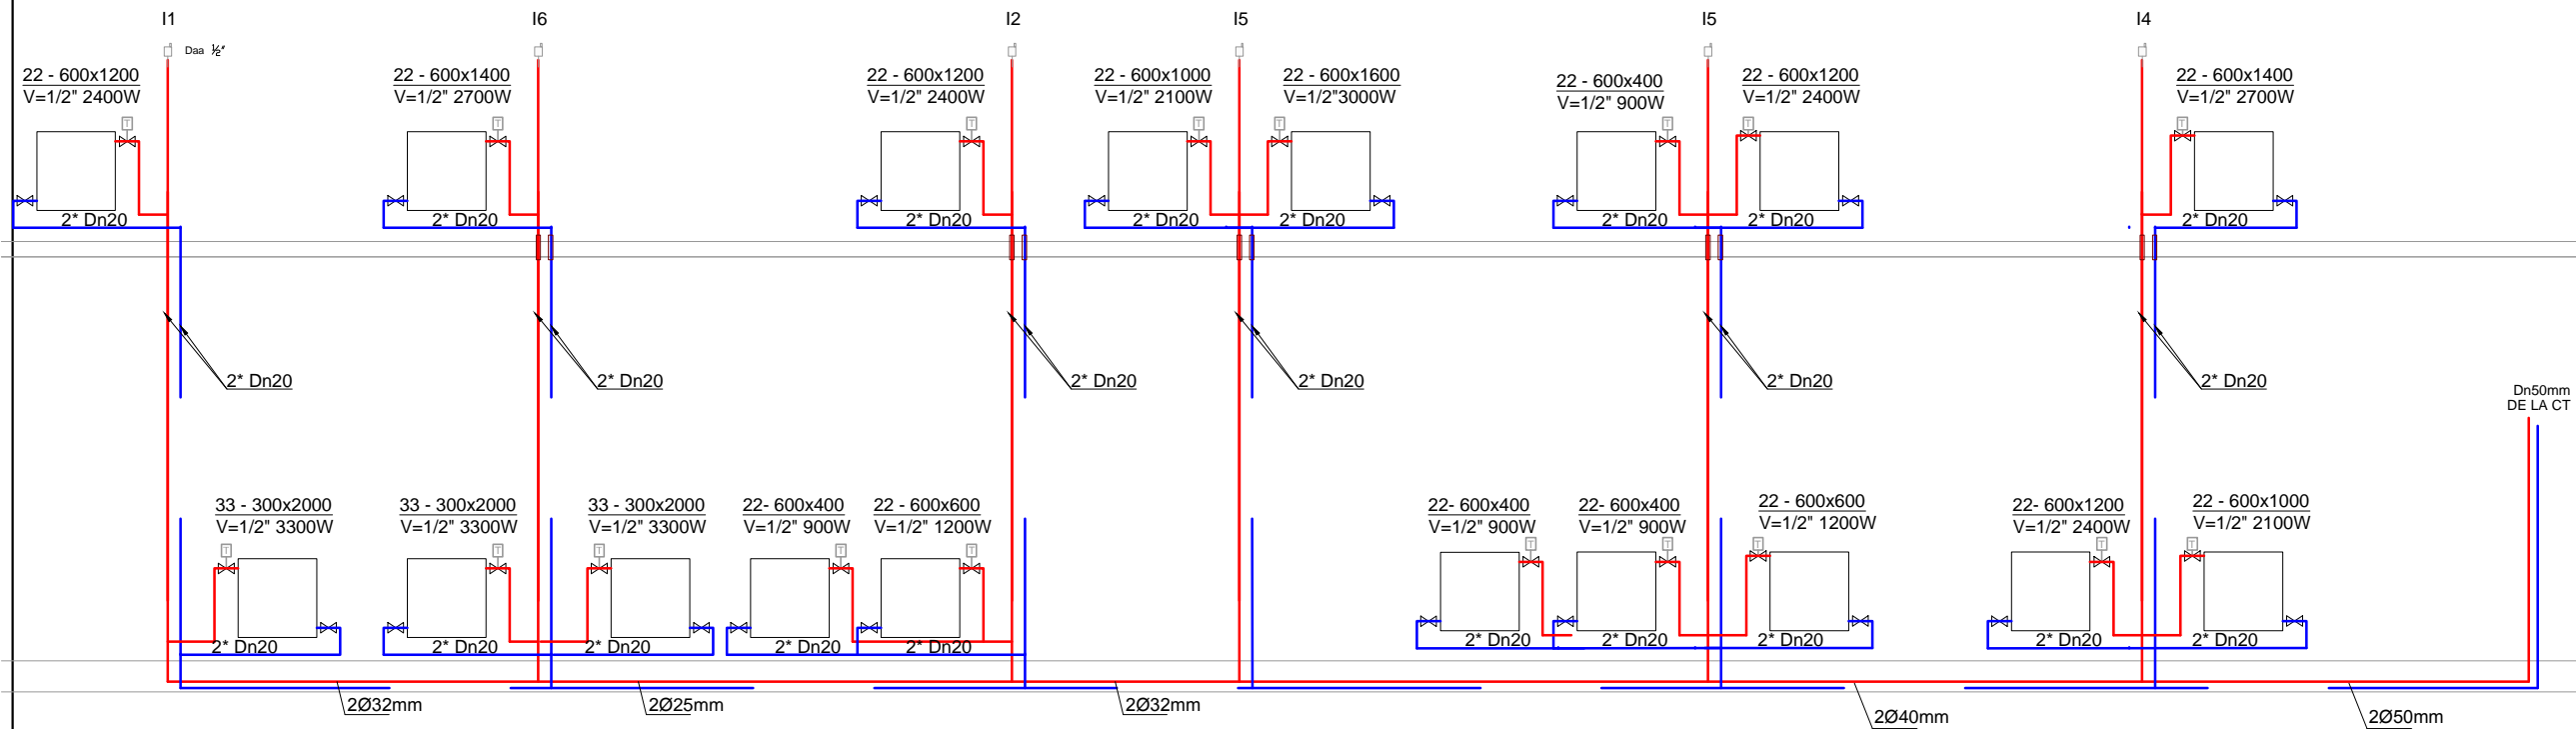 I1
I6
I2
I5
I5
I4
Daa ½"
22 - 600x1200
V=1/2" 2400W
22 - 600x1400
V=1/2" 2700W
22 - 600x1200
V=1/2" 2400W
22 - 600x1000
V=1/2" 2100W
22 - 600x1600
V=1/2"3000W
22 - 600x400
V=1/2" 900W
22 - 600x1200
V=1/2" 2400W
22 - 600x1400
V=1/2" 2700W
T
T
T
T
T
T
T
T
2* Dn20
2* Dn20
2* Dn20
2* Dn20
2* Dn20
2* Dn20
2* Dn20
2* Dn20
2* Dn20
2* Dn20
2* Dn20
2* Dn20
2* Dn20
2* Dn20
Dn50mm
DE LA CT
33 - 300x2000
V=1/2" 3300W
33 - 300x2000
V=1/2" 3300W
33 - 300x2000
V=1/2" 3300W
22- 600x400
V=1/2" 900W
22 - 600x600
V=1/2" 1200W
22- 600x400
V=1/2" 900W
22- 600x400
V=1/2" 900W
22 - 600x600
V=1/2" 1200W
22- 600x1200
V=1/2" 2400W
22 - 600x1000
V=1/2" 2100W
T
T
T
T
T
T
T
T
T
T
2* Dn20
2* Dn20
2* Dn20
2* Dn20
2* Dn20
2* Dn20
2* Dn20
2* Dn20
2* Dn20
2* Dn20
2Ø32mm
2Ø25mm
2Ø32mm
2Ø40mm
2Ø50mm